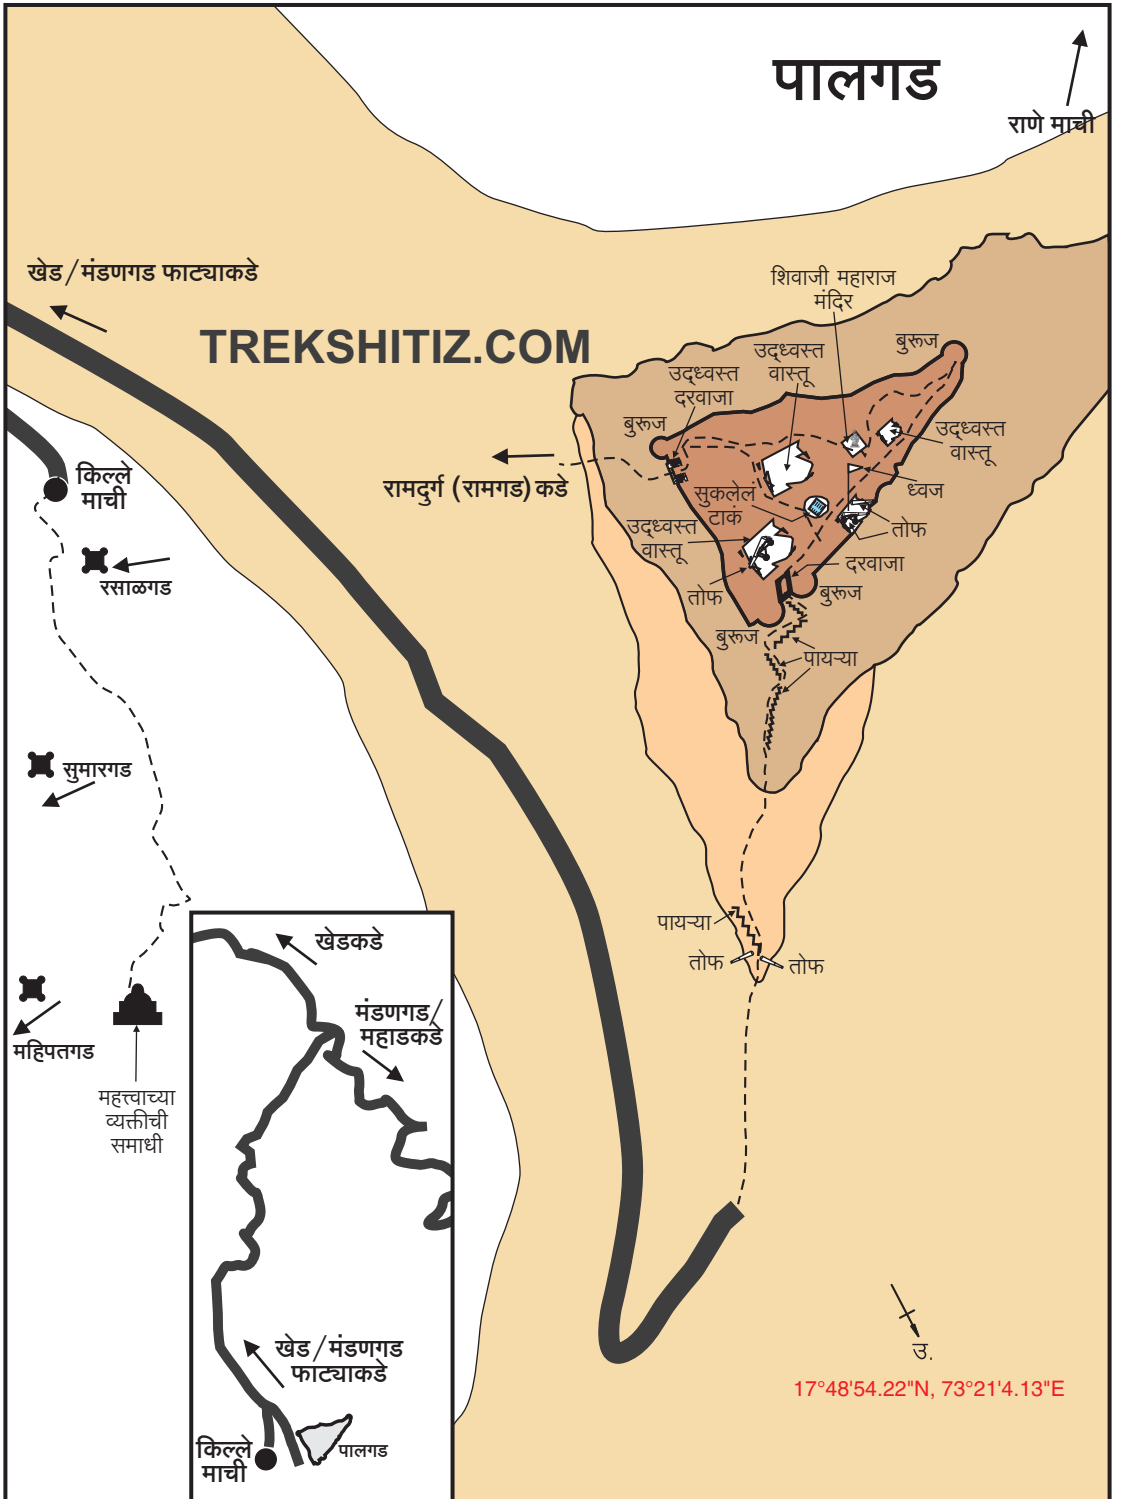 पालगड
राणे माची
खेड/मंडणगड फाट्याकडे
TREKSHITIZ.COM
शिवाजी महाराज
मंदिर
बुरूज
उद्ध्वस्त
वास्तू
उद्ध्वस्त
दरवाजा
बुरूज
उद्ध्वस्त
वास्तू
रामदुर्ग (रामगड) कडे
सुकलेलं
टाकं
ध्वज
तोफ
उद्ध्वस्त
वास्तू
दरवाजा
तोफ
बुरूज
बुरूज
पायऱ्या
किल्ले
माची
रसाळगड
सुमारगड
महिपतगड
महत्त्वाच्या
व्यक्तीची
समाधी
पायऱ्या
तोफ
तोफ
खेडकडे
मंडणगड/
महाडकडे
खेड/मंडणगड
फाट्याकडे
किल्ले
माची
पालगड
उ.
17°48'54.22"N, 73°21'4.13"E